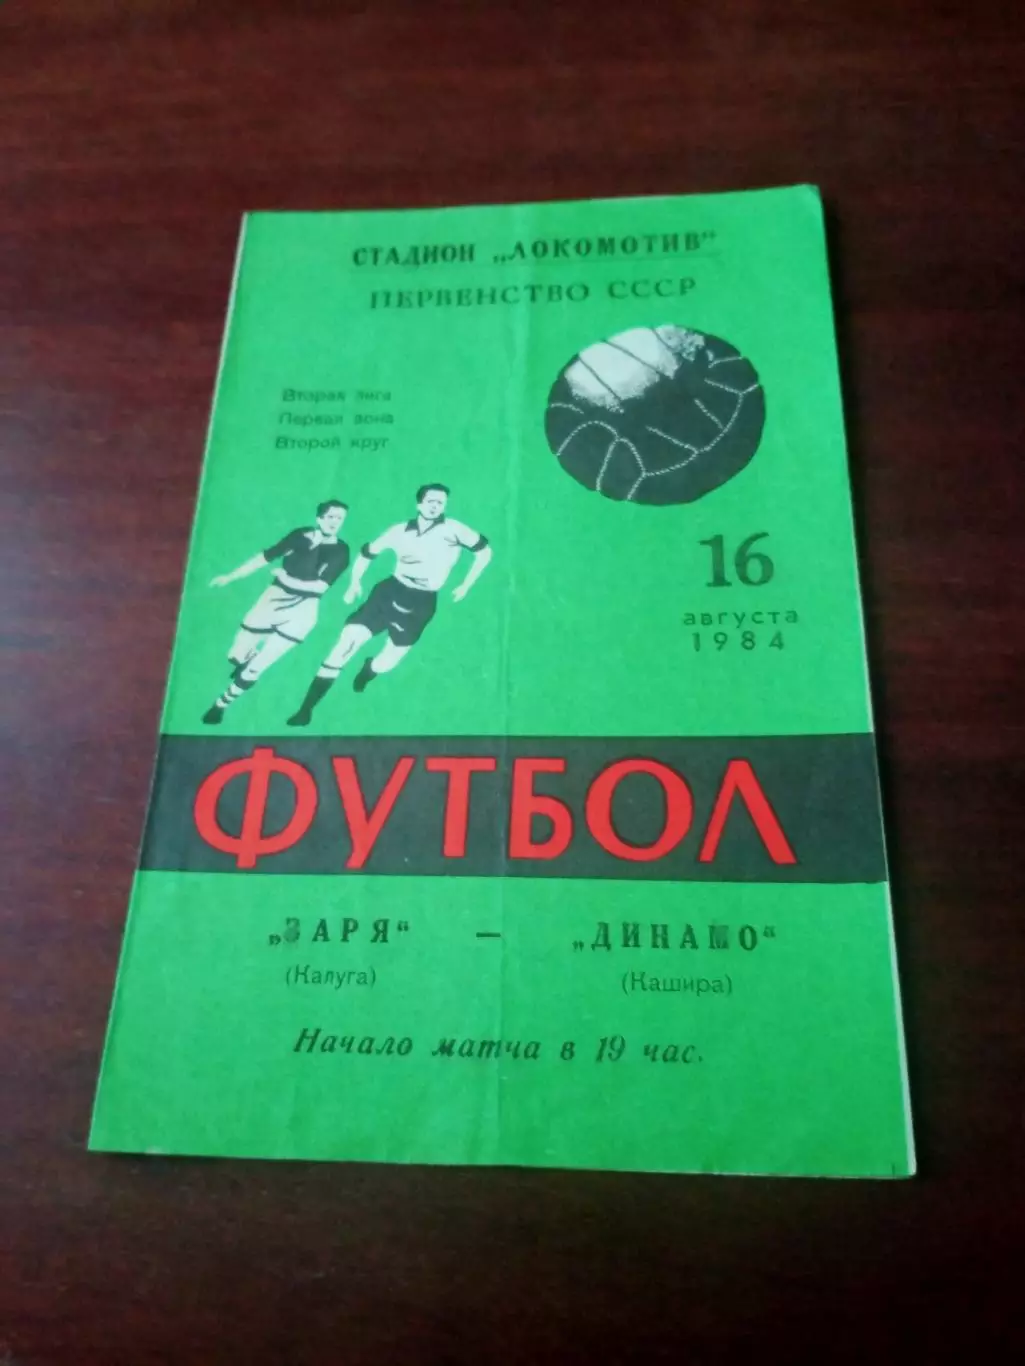 СТАДИОН „ЛОКОМОТИВ"
ПЕРВЕНСТВО СССР
Вторая лига
Первая зона
Второй круг
16
августа
1984
ФУТБОЛ
„ЗАРЯ" — „ДИНАМО"
(Калуга) (Кашира)
Начало матча в 19 час.